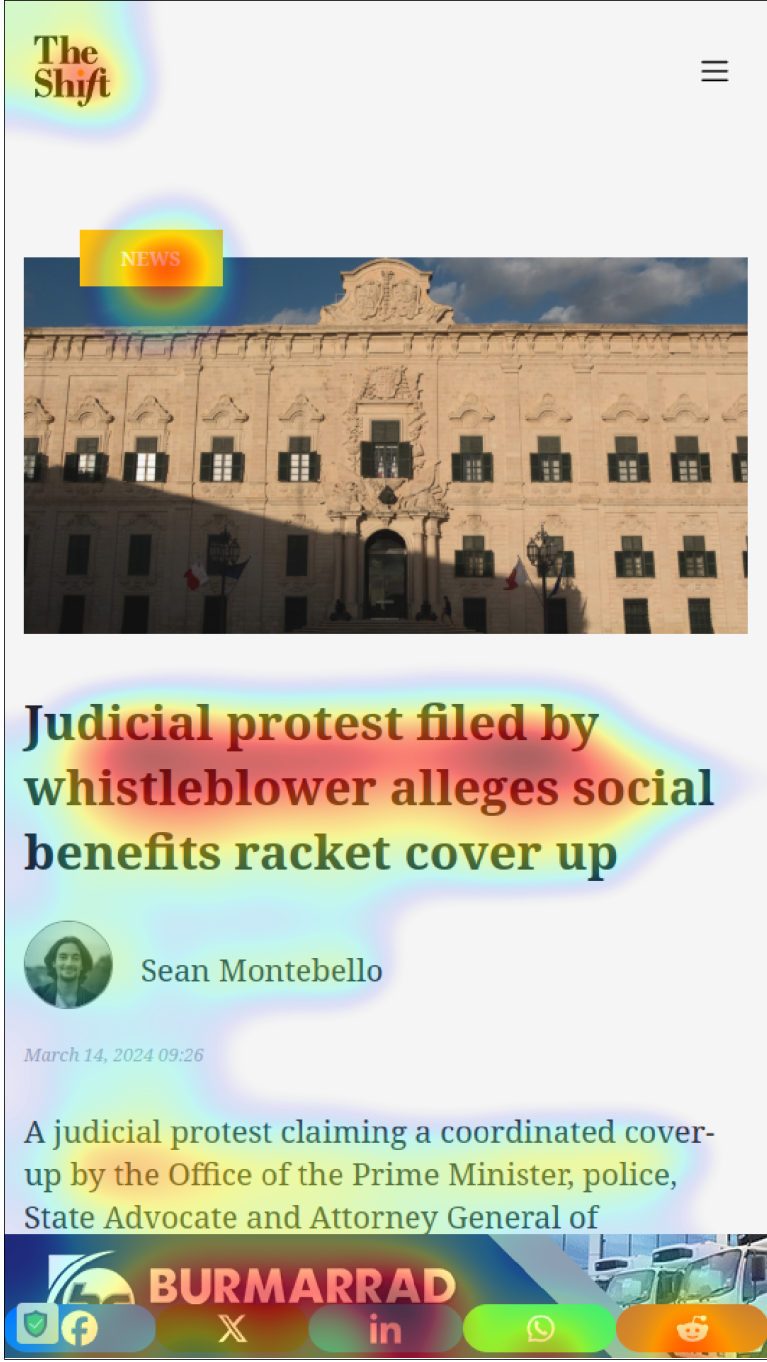 The
Shift
NEWS
Judicial protest filed by
whistleblower alleges social
benefits racket cover up
Sean Montebello
March 14, 2024 09:26
A judicial protest claiming a coordinated cover-
up by the Office of the Prime Minister, police,
State Advocate and Attorney General of
BURMARRAD